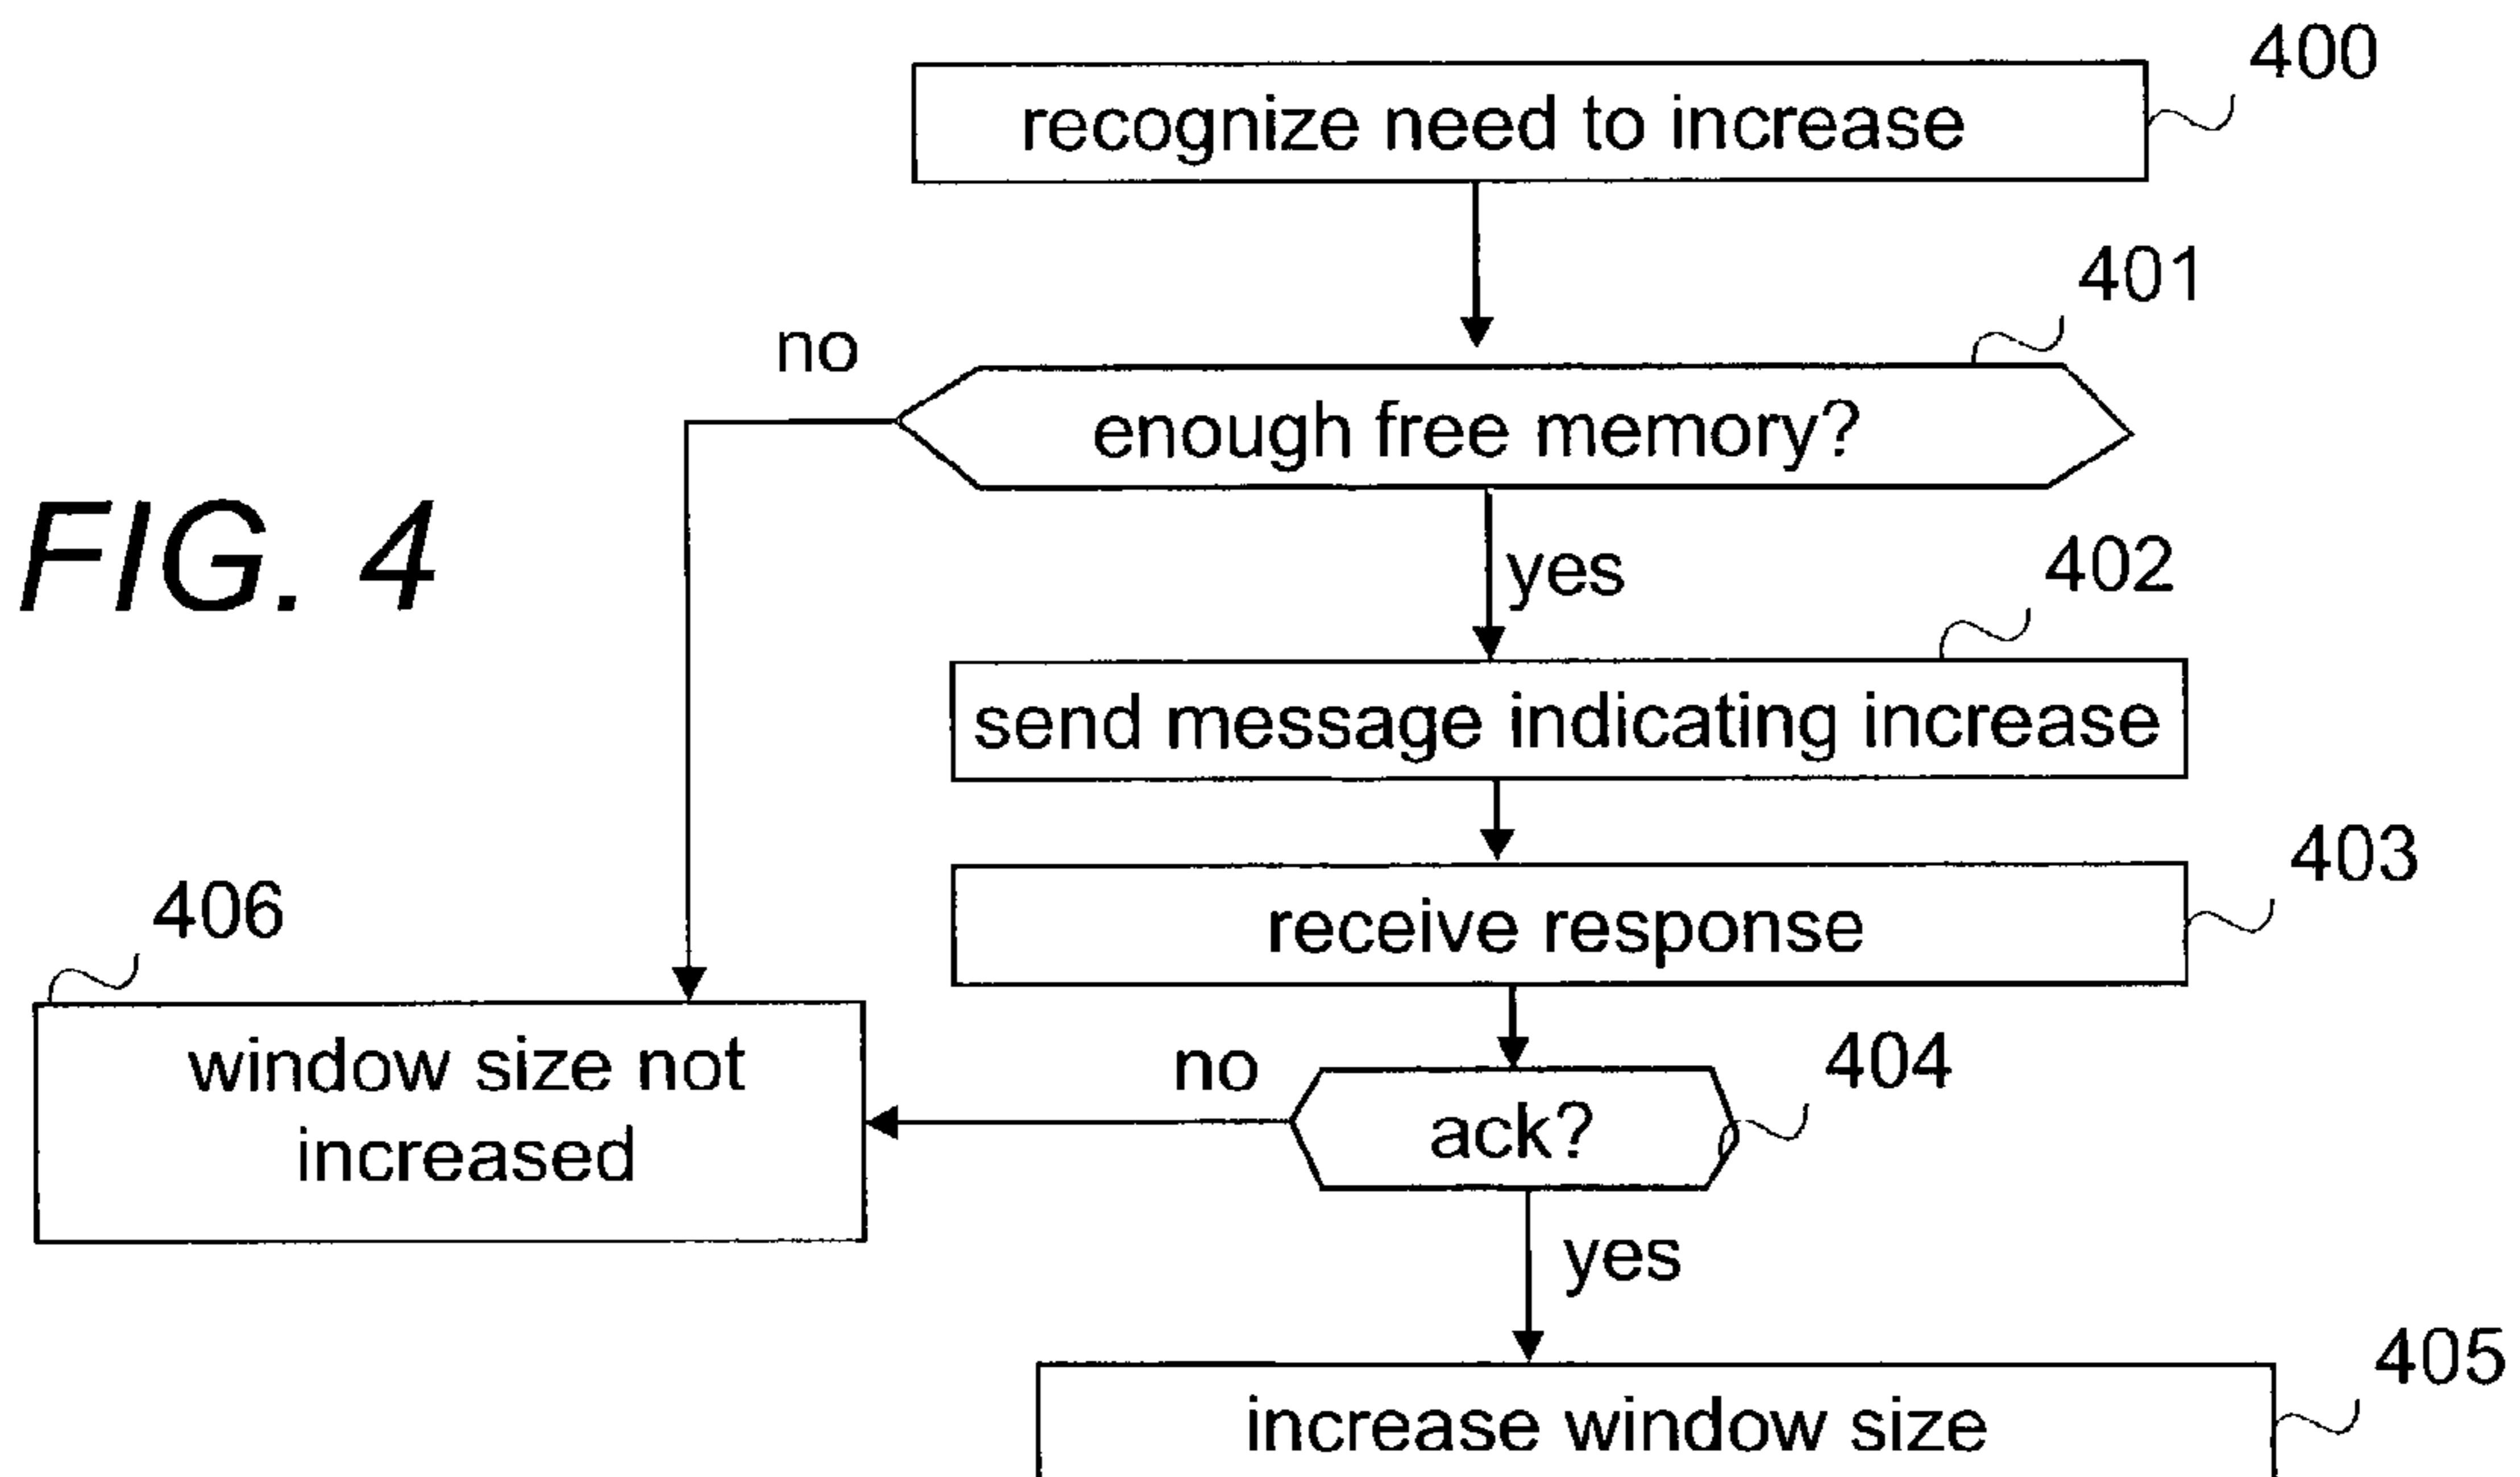 400
recognize need to increase
401
no
enough free memory?
FIG. 4
yes
402
send message indicating increase
403
receive response
406
window size not
increased
no
404
ack?
yes
405
increase window size